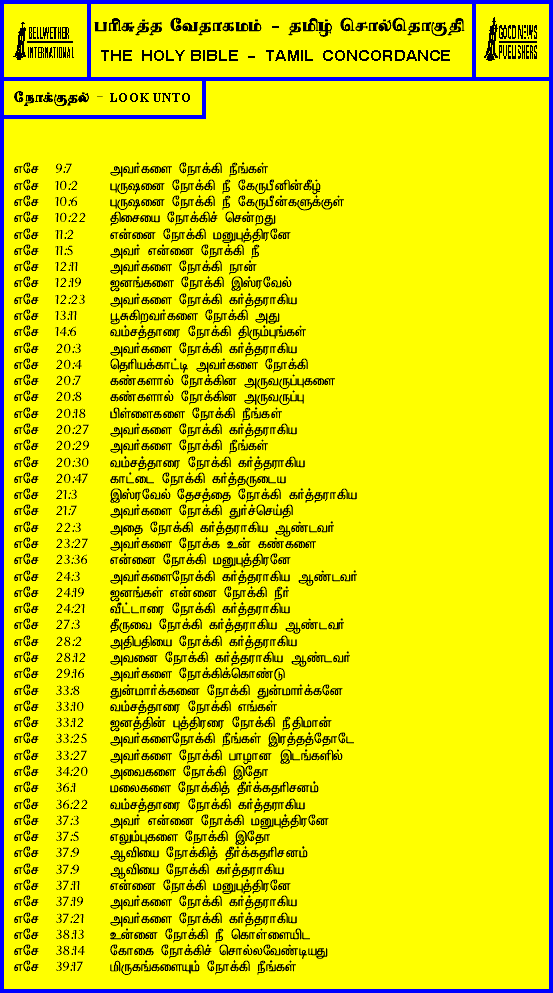 BELLWETHER
INTERNATIONAL
பரிசுத்த வேதாகமம் - தமிழ் சொல்தொகுதி
THE HOLY BIBLE - TAMIL CONCORDANCE
GOOD NEWS
PUBLISHERS
நோக்குதல் - LOOK UNTO
எசே 9:7 அவர்களை நோக்கி நீங்கள்
எசே 10:2 புருஷனை நோக்கி நீ கேருபீனின்கீழ்
எசே 10:6 புருஷனை நோக்கி நீ கேருபீன்களுக்குள்
எசே 10:22 திசையை நோக்கிச் சென்றது
எசே 11:2 என்னை நோக்கி மனுபுத்திரனே
எசே 11:5 அவர் என்னை நோக்கி நீ
எசே 12:11 அவர்களை நோக்கி நான்
எசே 12:19 ஜனங்களை நோக்கி இஸ்ரவேல்
எசே 12:23 அவர்களை நோக்கி கர்த்தராகிய
எசே 13:11 பூசுகிறவர்களை நோக்கி அது
எசே 14:6 வம்சத்தாரை நோக்கி திரும்புங்கள்
எசே 20:3 அவர்களை நோக்கி கர்த்தராகிய
எசே 20:4 தெரியக்காட்டி அவர்களை நோக்கி
எசே 20:7 கண்களால் நோக்கின அருவருப்புகளை
எசே 20:8 கண்களால் நோக்கின அருவருப்பு
எசே 20:18 பிள்ளைகளை நோக்கி நீங்கள்
எசே 20:27 அவர்களை நோக்கி கர்த்தராகிய
எசே 20:29 அவர்களை நோக்கி நீங்கள்
எசே 20:30 வம்சத்தாரை நோக்கி கர்த்தராகிய
எசே 20:47 காட்டை நோக்கி கர்த்தருடைய
எசே 21:3 இஸ்ரவேல் தேசத்தை நோக்கி கர்த்தராகிய
எசே 21:7 அவர்களை நோக்கி துர்ச்செய்தி
எசே 22:3 அதை நோக்கி கர்த்தராகிய ஆண்டவர்
எசே 23:27 அவர்களை நோக்க உன் கண்களை
எசே 23:36 என்னை நோக்கி மனுபுத்திரனே
எசே 24:3 அவர்களைநோக்கி கர்த்தராகிய ஆண்டவர்
எசே 24:19 ஜனங்கள் என்னை நோக்கி நீர்
எசே 24:21 வீட்டாரை நோக்கி கர்த்தராகிய
எசே 27:3 தீருவை நோக்கி கர்த்தராகிய ஆண்டவர்
எசே 28:2 அதிபதியை நோக்கி கர்த்தராகிய
எசே 28:12 அவனை நோக்கி கர்த்தராகிய ஆண்டவர்
எசே 29:16 அவர்களை நோக்கிக்கொண்டு
எசே 33:8 துன்மார்க்கனை நோக்கி துன்மார்க்கனே
எசே 33:10 வம்சத்தாரை நோக்கி எங்கள்
எசே 33:12 ஜனத்தின் புத்திரரை நோக்கி நீதிமான்
எசே 33:25 அவர்களைநோக்கி நீங்கள் இரத்தத்தோடே
எசே 33:27 அவர்களை நோக்கி பாழான இடங்களில்
எசே 34:20 அவைகளை நோக்கி இதோ
எசே 36:1 மலைகளை நோக்கித் தீர்க்கதரிசனம்
எசே 36:22 வம்சத்தாரை நோக்கி கர்த்தராகிய
எசே 37:3 அவர் என்னை நோக்கி மனுபுத்திரனே
எசே 37:5 எலும்புகளை நோக்கி இதோ
எசே 37:9 ஆவியை நோக்கித் தீர்க்கதரிசனம்
எசே 37:9 ஆவியை நோக்கி கர்த்தராகிய
எசே 37:11 என்னை நோக்கி மனுபுத்திரனே
எசே 37:19 அவர்களை நோக்கி கர்த்தராகிய
எசே 37:21 அவர்களை நோக்கி கர்த்தராகிய
எசே 38:13 உன்னை நோக்கி நீ கொள்ளையிட
எசே 38:14 கோகை நோக்கிச் சொல்லவேண்டியது
எசே 39:17 மிருகங்களையும் நோக்கி நீங்கள்